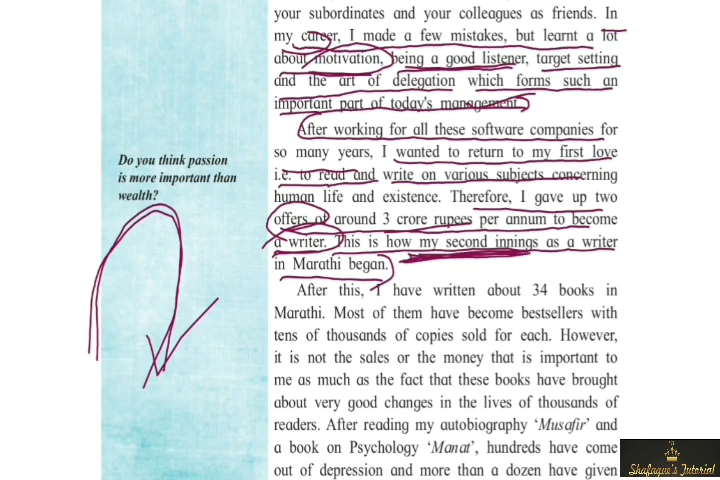 your subordinates and your colleagues as friends. In
my career, I made a few mistakes, but learnt a lot
about motivation, being a good listener, target setting
and the art of delegation which forms such an
important part of today's management.
After working for all these software companies for
so many years, I wanted to return to my first love
i.e. to read and write on various subjects concerning
human life and existence. Therefore, I gave up two
offers of around 3 crore rupees per annum to become
a writer. This is how my second innings as a writer
in Marathi began.
After this, I have written about 34 books in
Marathi. Most of them have become bestsellers with
tens of thousands of copies sold for each. However,
it is not the sales or the money that is important to
me as much as the fact that these books have brought
about very good changes in the lives of thousands of
readers. After reading my autobiography ‘Musafir’ and
a book on Psychology ‘Manat’, hundreds have come
out of depression and more than a dozen have given
Do you think passion
is more important than
wealth?
Shafaque's Tutorial